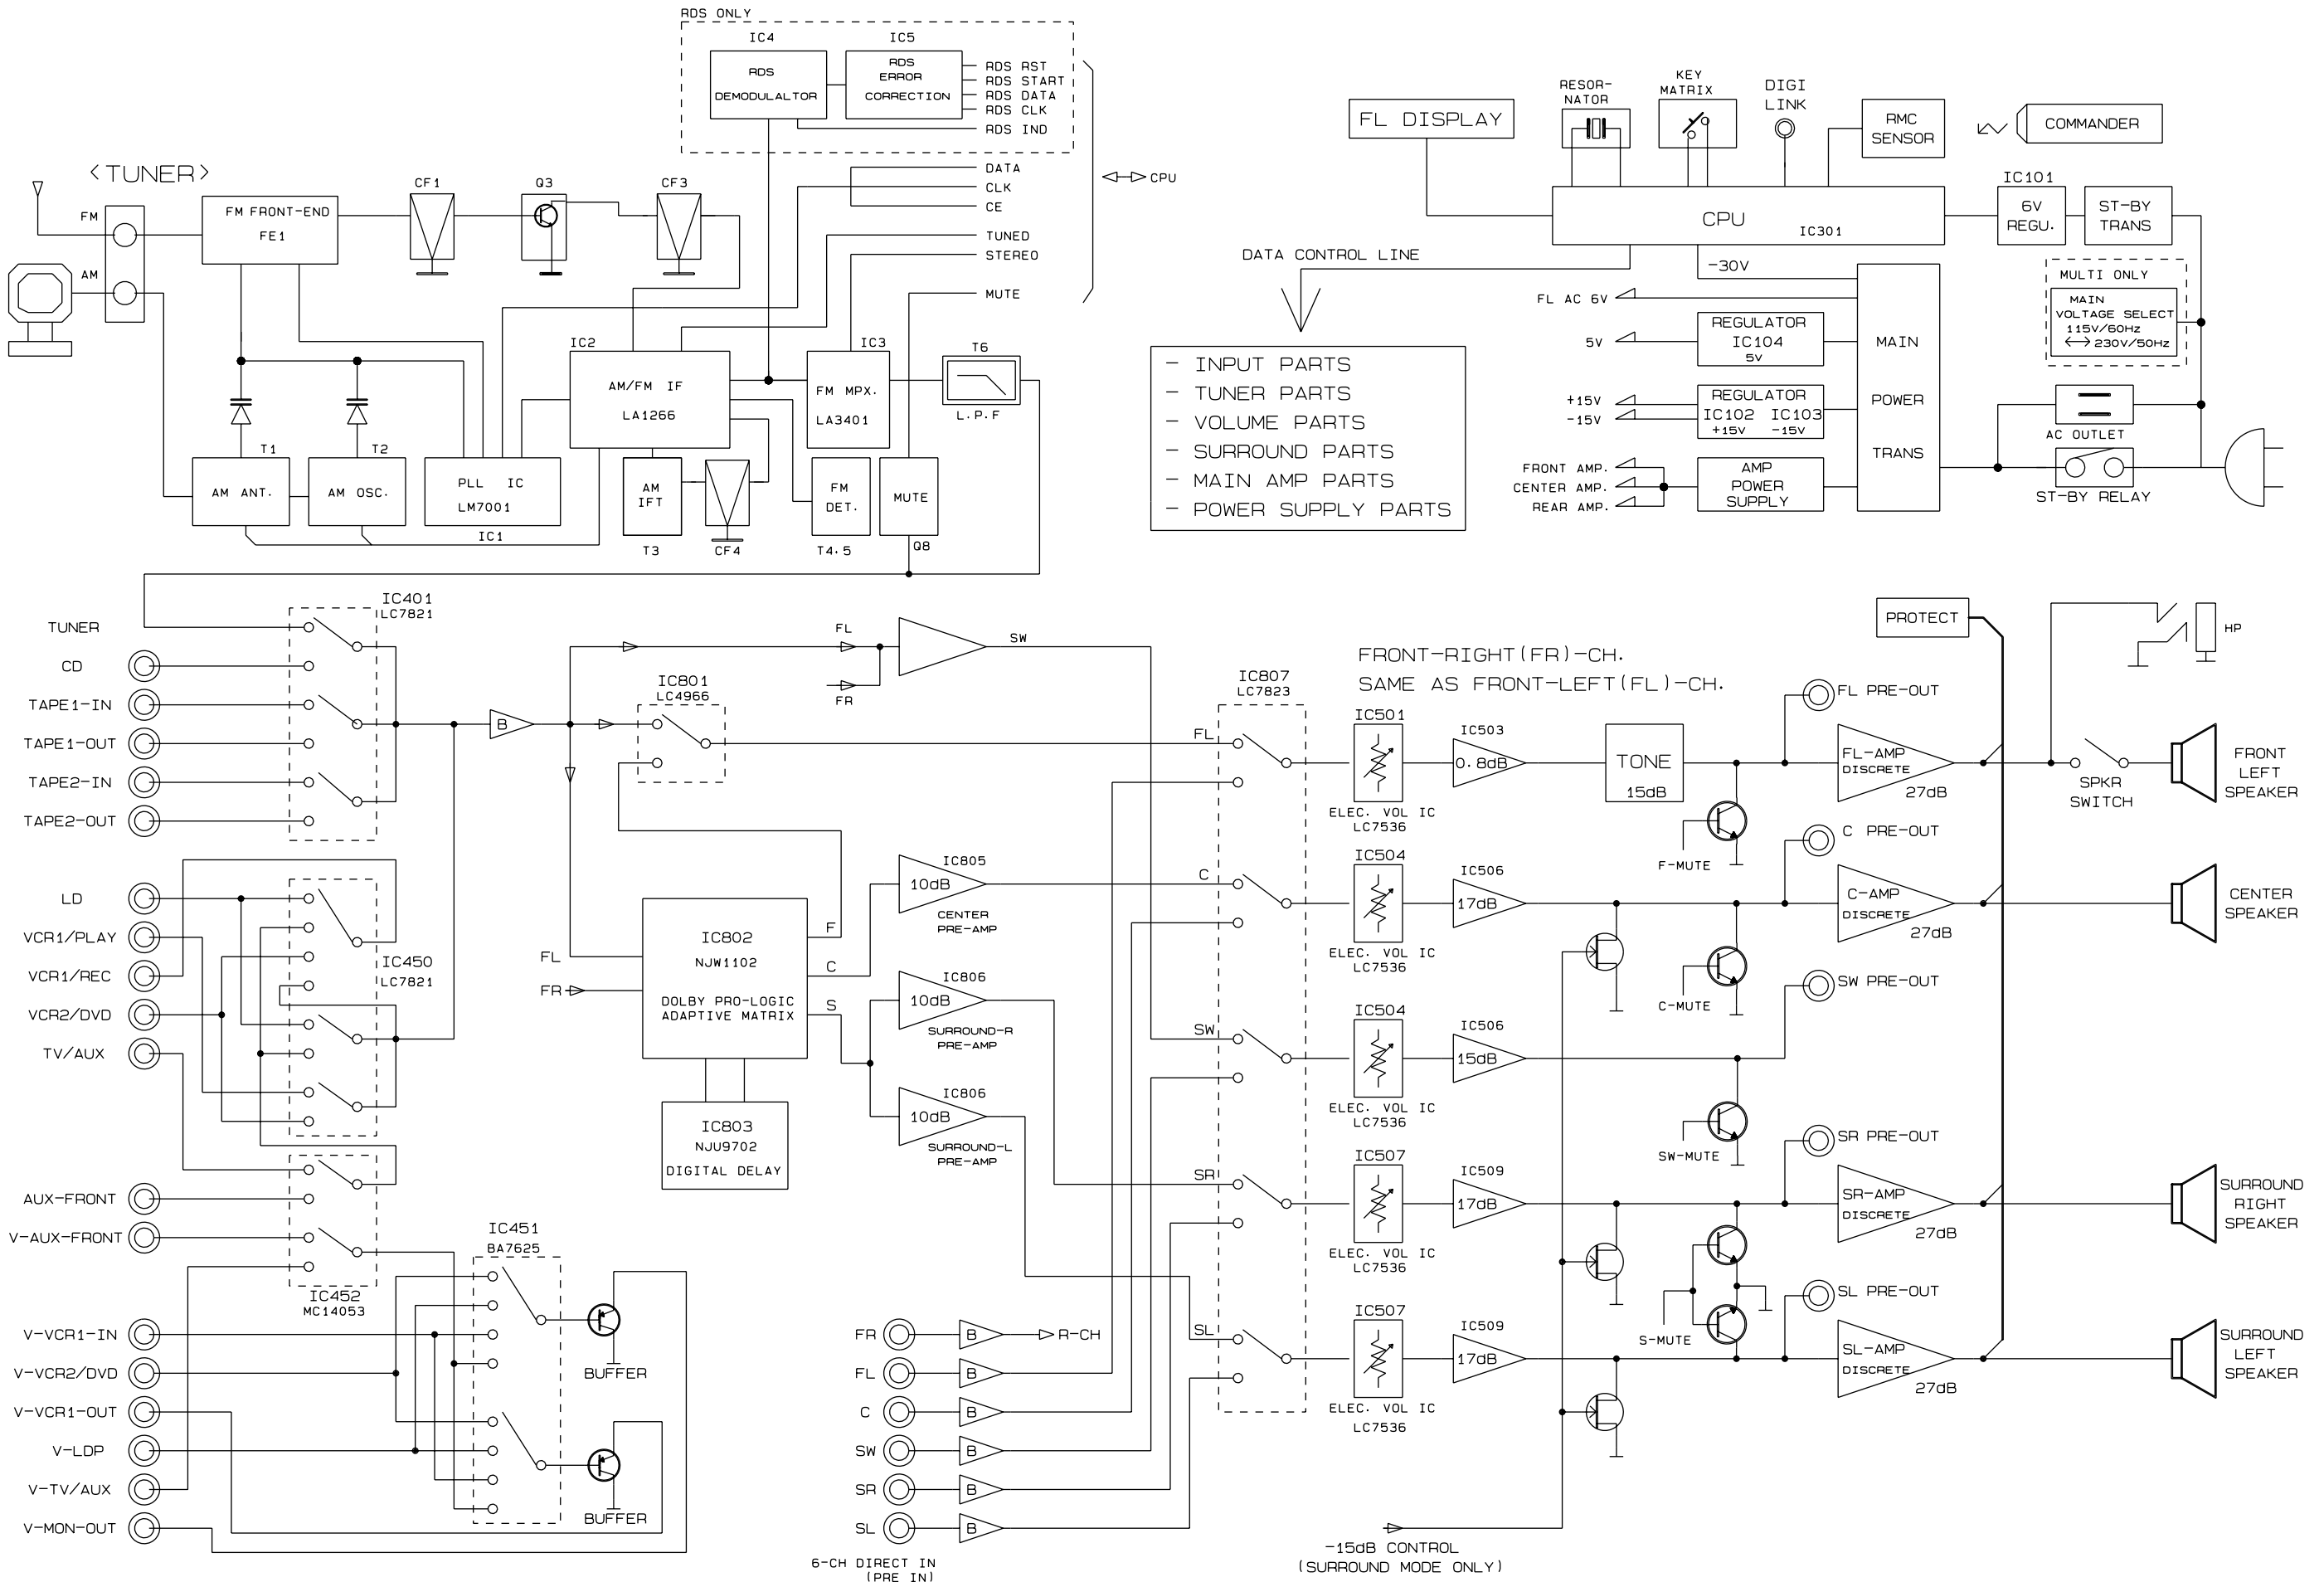 RDS ONLY
IC4
IC5
RDS
DEMODULALTOR
RDS
ERROR
CORRECTION
RDS RST
RDS START
RDS DATA
RDS CLK
RDS IND
DATA
CLK
CE
TUNED
STEREO
MUTE
CPU
<TUNER>
FM
AM
FM FRONT-END
FE1
CF1
Q3
CF3
IC2
AM/FM IF
LA1266
IC3
FM MPX.
LA3401
T6
L.P.F
T1
AM ANT.
T2
AM OSC.
PLL IC
LM7001
IC1
AM
IFT
T3
CF4
FM
DET.
T4.5
MUTE
Q8
FL DISPLAY
RESOR-
NATOR
KEY
MATRIX
DIGI
LINK
RMC
SENSOR
COMMANDER
CPU
IC301
IC101
6V
REGU.
ST-BY
TRANS
DATA CONTROL LINE
-30V
FL AC 6V
5V
REGULATOR
IC104
5V
+15V
-15V
REGULATOR
IC102 IC103
+15V -15V
FRONT AMP.
CENTER AMP.
REAR AMP.
AMP
POWER
SUPPLY
MAIN
POWER
TRANS
MULTI ONLY
MAIN
VOLTAGE SELECT
115V/60Hz
230V/50Hz
AC OUTLET
ST-BY RELAY
- INPUT PARTS
- TUNER PARTS
- VOLUME PARTS
- SURROUND PARTS
- MAIN AMP PARTS
- POWER SUPPLY PARTS
TUNER
CD
TAPE1-IN
TAPE1-OUT
TAPE2-IN
TAPE2-OUT
IC401
LC7821
LD
VCR1/PLAY
VCR1/REC
VCR2/DVD
TV/AUX
IC450
LC7821
AUX-FRONT
V-AUX-FRONT
IC452
MC14053
V-VCR1-IN
V-VCR2/DVD
V-VCR1-OUT
V-LDP
V-TV/AUX
V-MON-OUT
IC451
BA7625
BUFFER
BUFFER
B
FL
FR
SW
IC801
LC4966
FL
FR
IC802
NJW1102
DOLBY PRO-LOGIC
ADAPTIVE MATRIX
F
C
S
IC803
NJU9702
DIGITAL DELAY
IC805
10dB
CENTER
PRE-AMP
IC806
10dB
SURROUND-R
PRE-AMP
IC806
10dB
SURROUND-L
PRE-AMP
FR
B
R-CH
FL
B
C
B
SW
B
SR
B
SL
B
6-CH DIRECT IN
(PRE IN)
IC807
LC7823
FL
C
SW
SR
SL
FRONT-RIGHT(FR)-CH.
SAME AS FRONT-LEFT(FL)-CH.
IC501
ELEC. VOL IC
LC7536
IC503
0.8dB
TONE
15dB
F-MUTE
FL PRE-OUT
FL-AMP
DISCRETE
27dB
PROTECT
HP
SPKR
SWITCH
FRONT
LEFT
SPEAKER
IC504
ELEC. VOL IC
LC7536
IC506
17dB
C-MUTE
C PRE-OUT
C-AMP
DISCRETE
27dB
CENTER
SPEAKER
IC504
ELEC. VOL IC
LC7536
IC506
15dB
SW-MUTE
SW PRE-OUT
IC507
ELEC. VOL IC
LC7536
IC509
17dB
SR PRE-OUT
SR-AMP
DISCRETE
27dB
SURROUND
RIGHT
SPEAKER
IC507
ELEC. VOL IC
LC7536
IC509
17dB
S-MUTE
SL PRE-OUT
SL-AMP
DISCRETE
27dB
SURROUND
LEFT
SPEAKER
-15dB CONTROL
(SURROUND MODE ONLY)